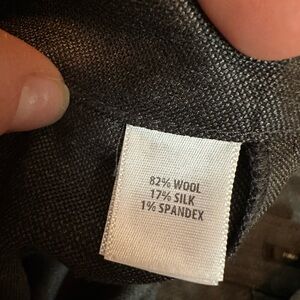 82% WOOL
17% SILK
1% SPANDEX